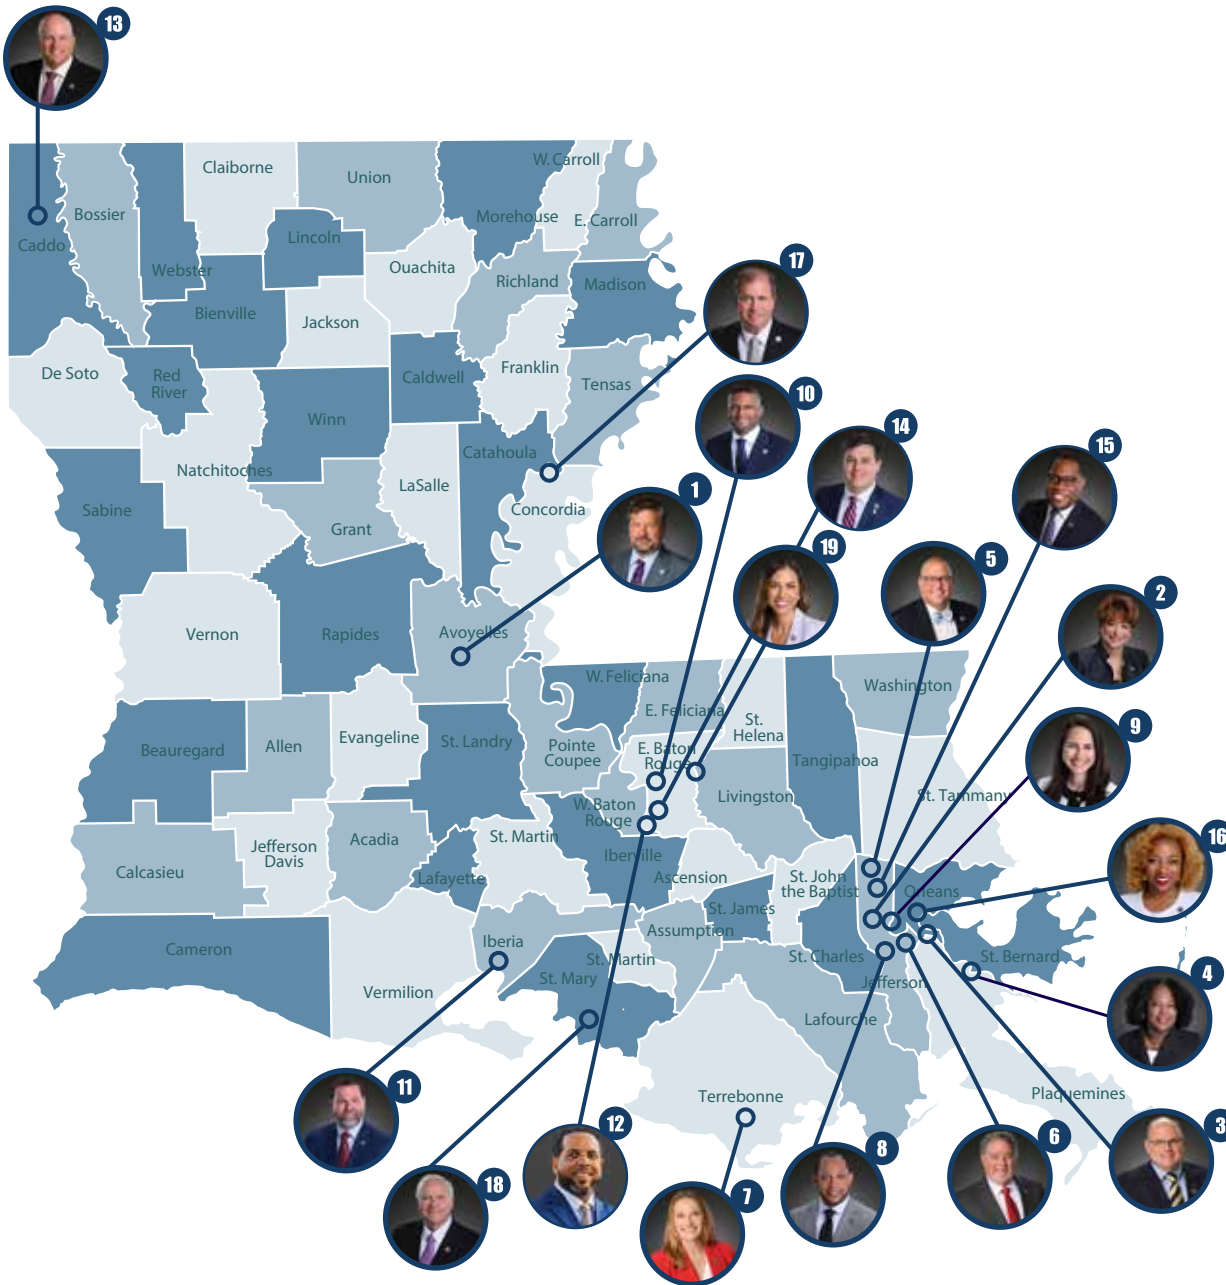 13
Claiborne
W. Carroll
Union
Bossier
Morehouse
E. Carroll
Caddo
Lincoln
Webster
Ouachita
17
Richland
Madison
Bienville
Jackson
De Soto
Red
River
Caldwell
Franklin
Tensas
10
Winn
14
15
Catahoula
Natchitoches
LaSalle
1
Sabine
Concordia
Grant
19
5
2
Vernon
Rapides
Avoyelles
W. Feliciana
Washington
E. Feliciana
St.
Helena
9
Beauregard
Allen
Evangeline
St. Landry
Pointe
Coupee
E. Baton
Rouge
Tangipahoa
Livingston
St. Tammany
W. Baton
Rouge
16
Jefferson
Davis
Acadia
St. Martin
Calcasieu
Lafayette
Iberville
Ascension
St. John
the Baptist
Orleans
St. James
Assumption
Cameron
Iberia
St. Martin
St. Charles
St. Bernard
St. Mary
4
Jefferson
Vermilion
Lafourche
11
Terrebonne
Plaquemines
12
3
6
8
18
7